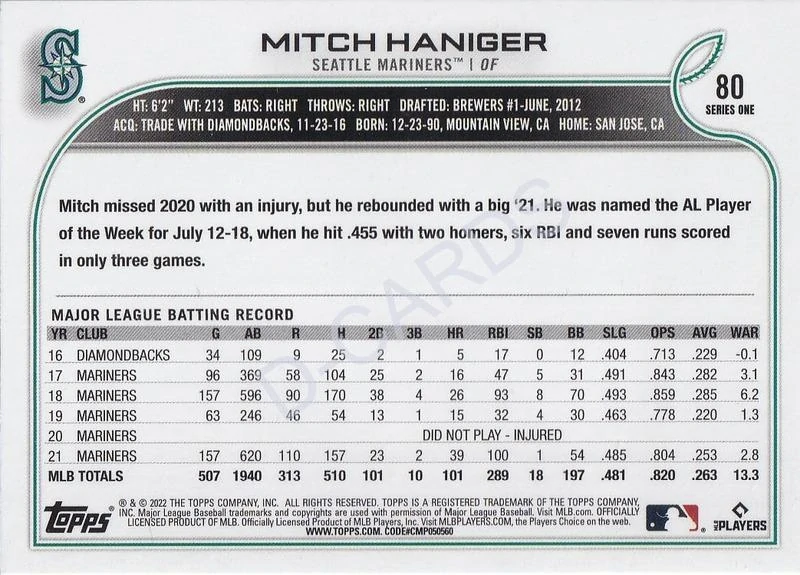 S
MITCH HANIGER
SEATTLE MARINERS™ | OF
80
SERIES ONE
HT: 6'2" WT: 213 BATS: RIGHT THROWS: RIGHT DRAFTED: BREWERS #1-JUNE, 2012
ACQ: TRADE WITH DIAMONDBACKS, 11-23-16 BORN: 12-23-90, MOUNTAIN VIEW, CA HOME: SAN JOSE, CA
Mitch missed 2020 with an injury, but he rebounded with a big '21. He was named the AL Player
of the Week for July 12-18, when he hit .455 with two homers, six RBI and seven runs scored
in only three games.
D-CARDS
MAJOR LEAGUE BATTING RECORD
YR CLUB G AB R H 2B 3B HR RBI SB BB SLG OPS AVG WAR
16 DIAMONDBACKS 34 109 9 25 2 1 5 17 0 12 .404 .713 .229 -0.1
17 MARINERS 96 369 58 104 25 2 16 47 5 31 .491 .843 .282 3.1
18 MARINERS 157 596 90 170 38 4 26 93 8 70 .493 .859 .285 6.2
19 MARINERS 63 246 46 54 13 1 15 32 4 30 .463 .778 .220 1.3
20 MARINERS DID NOT PLAY - INJURED
21 MARINERS 157 620 110 157 23 2 39 100 1 54 .485 .804 .253 2.8
MLB TOTALS 507 1940 313 510 101 10 101 289 18 197 .481 .820 .263 13.3
Topps
® & © 2022 THE TOPPS COMPANY, INC. ALL RIGHTS RESERVED. TOPPS IS A REGISTERED TRADEMARK OF THE TOPPS COMPANY,
INC. Major League Baseball trademarks and copyrights are used with permission of Major League Baseball. Visit MLB.com. OFFICIALLY
LICENSED PRODUCT OF MLB. Officially Licensed Product of MLB Players, Inc. Visit MLBPLAYERS.COM, the Players Choice on the web.
WWW.TOPPS.COM. CODE#CMP050560
MLB PLAYERS